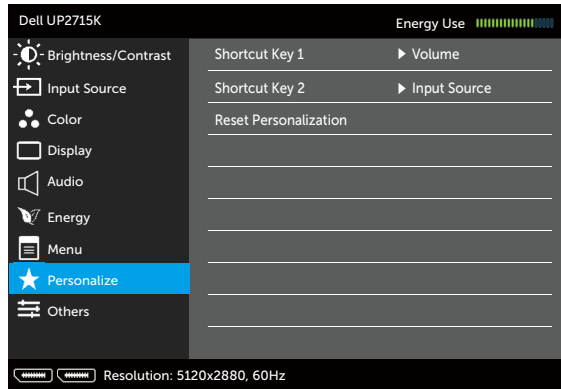 Dell UP2715K
Energy Use
Brightness/Contrast
Shortcut Key 1
Volume
Input Source
Shortcut Key 2
Input Source
Color
Reset Personalization
Display
Audio
Energy
Menu
Personalize
Others
Resolution: 5120x2880, 60Hz